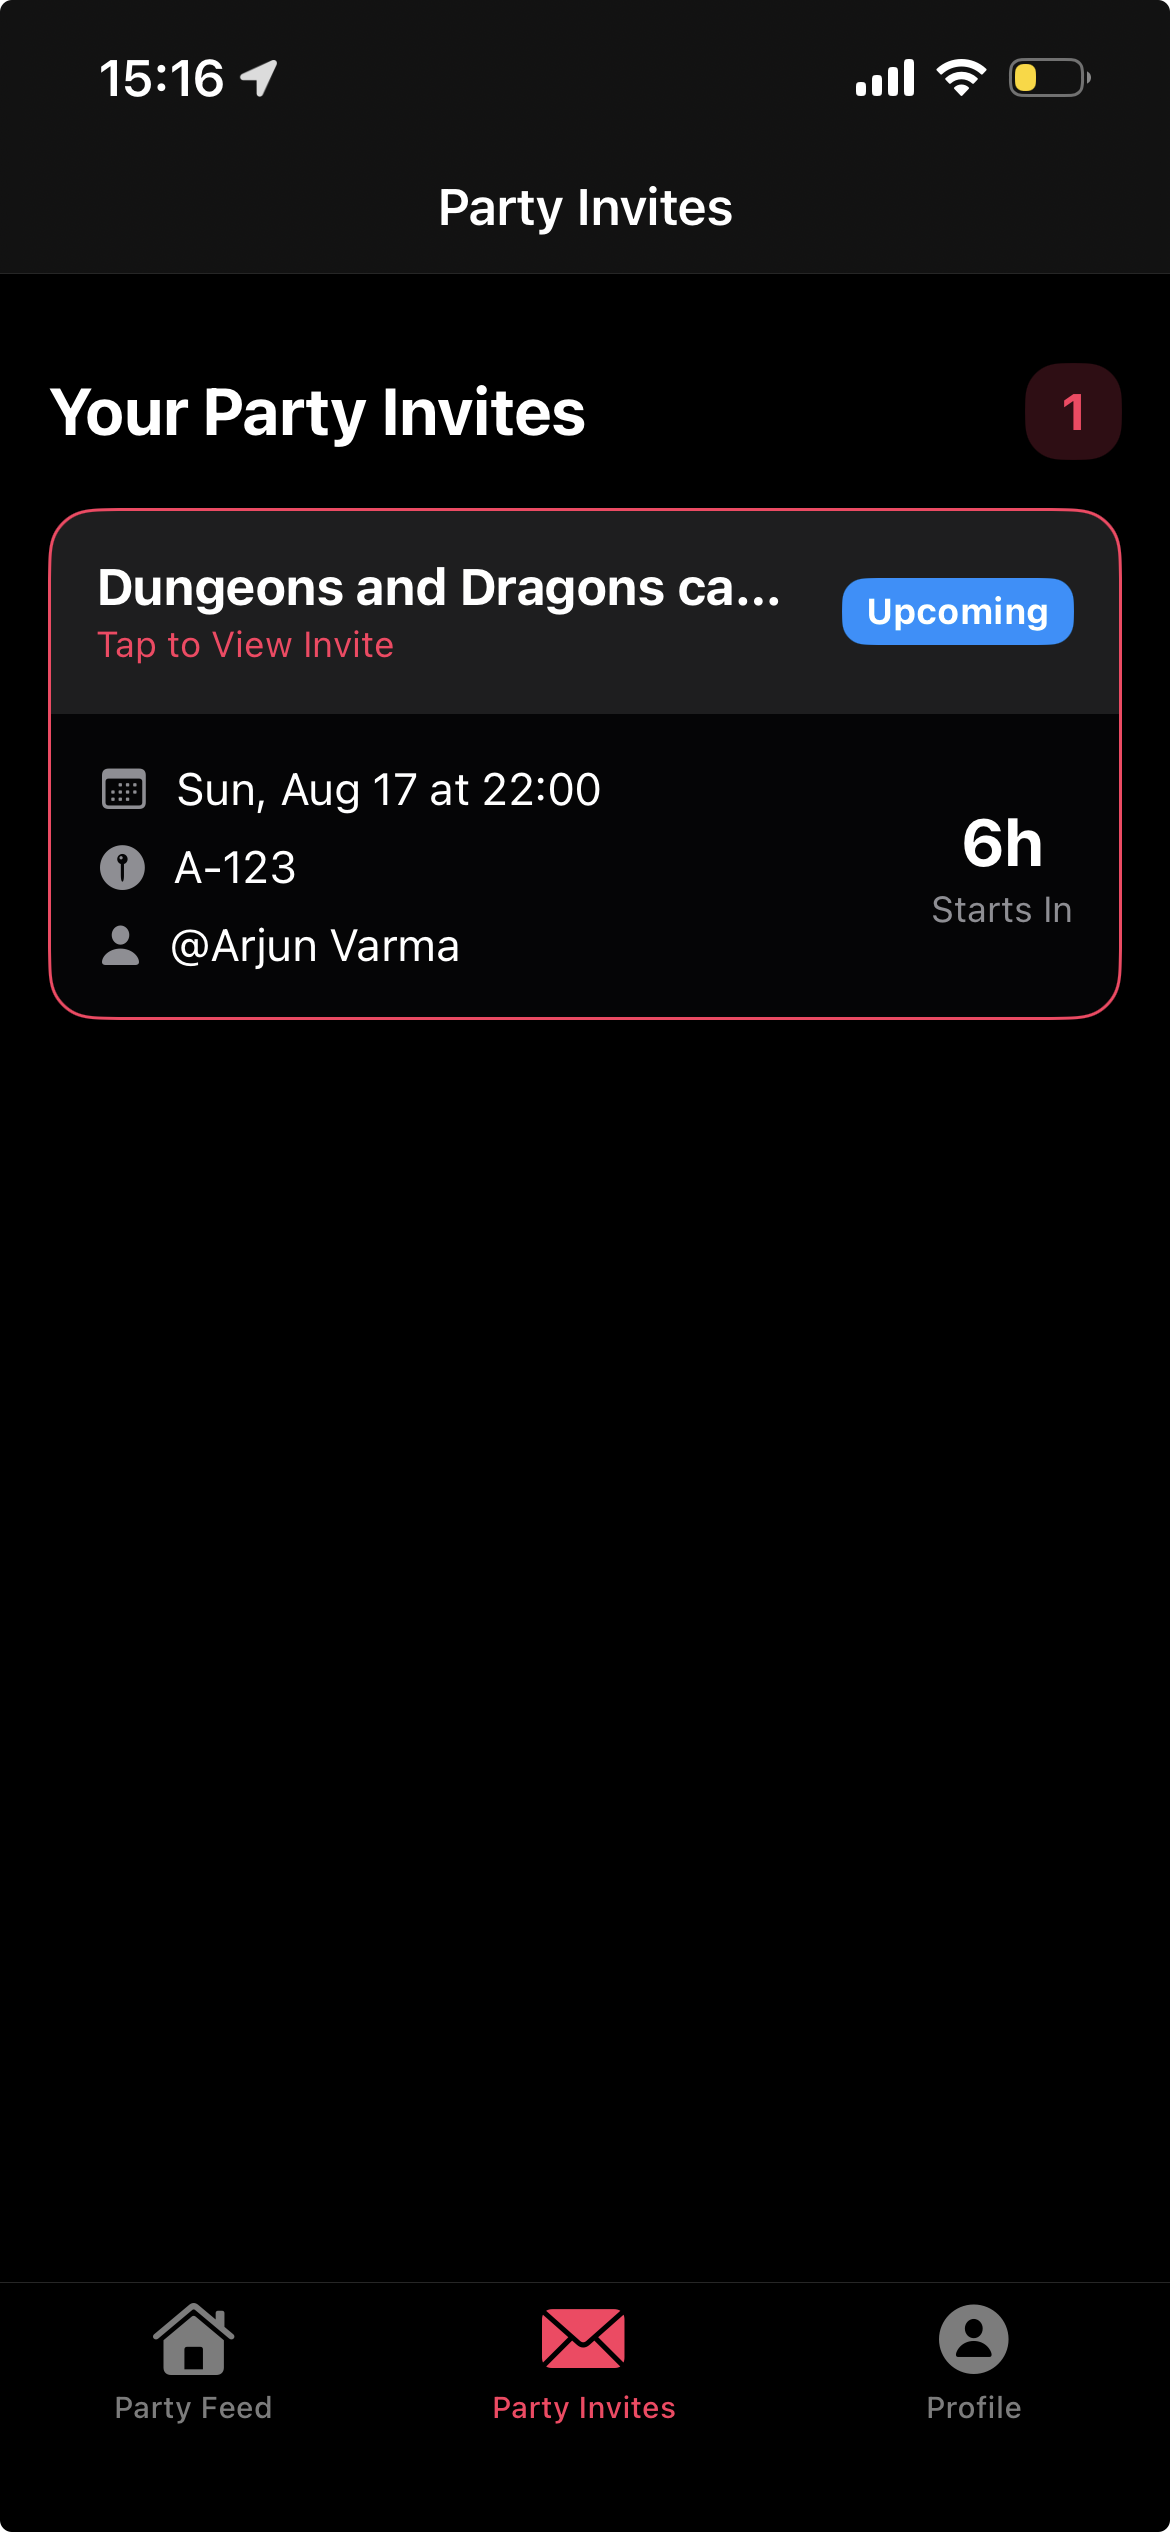 15:16
Party Invites
Your Party Invites
1
Dungeons and Dragons ca...
Upcoming
Tap to View Invite
Sun, Aug 17 at 22:00
A-123
@Arjun Varma
6h
Starts In
Party Feed
Party Invites
Profile